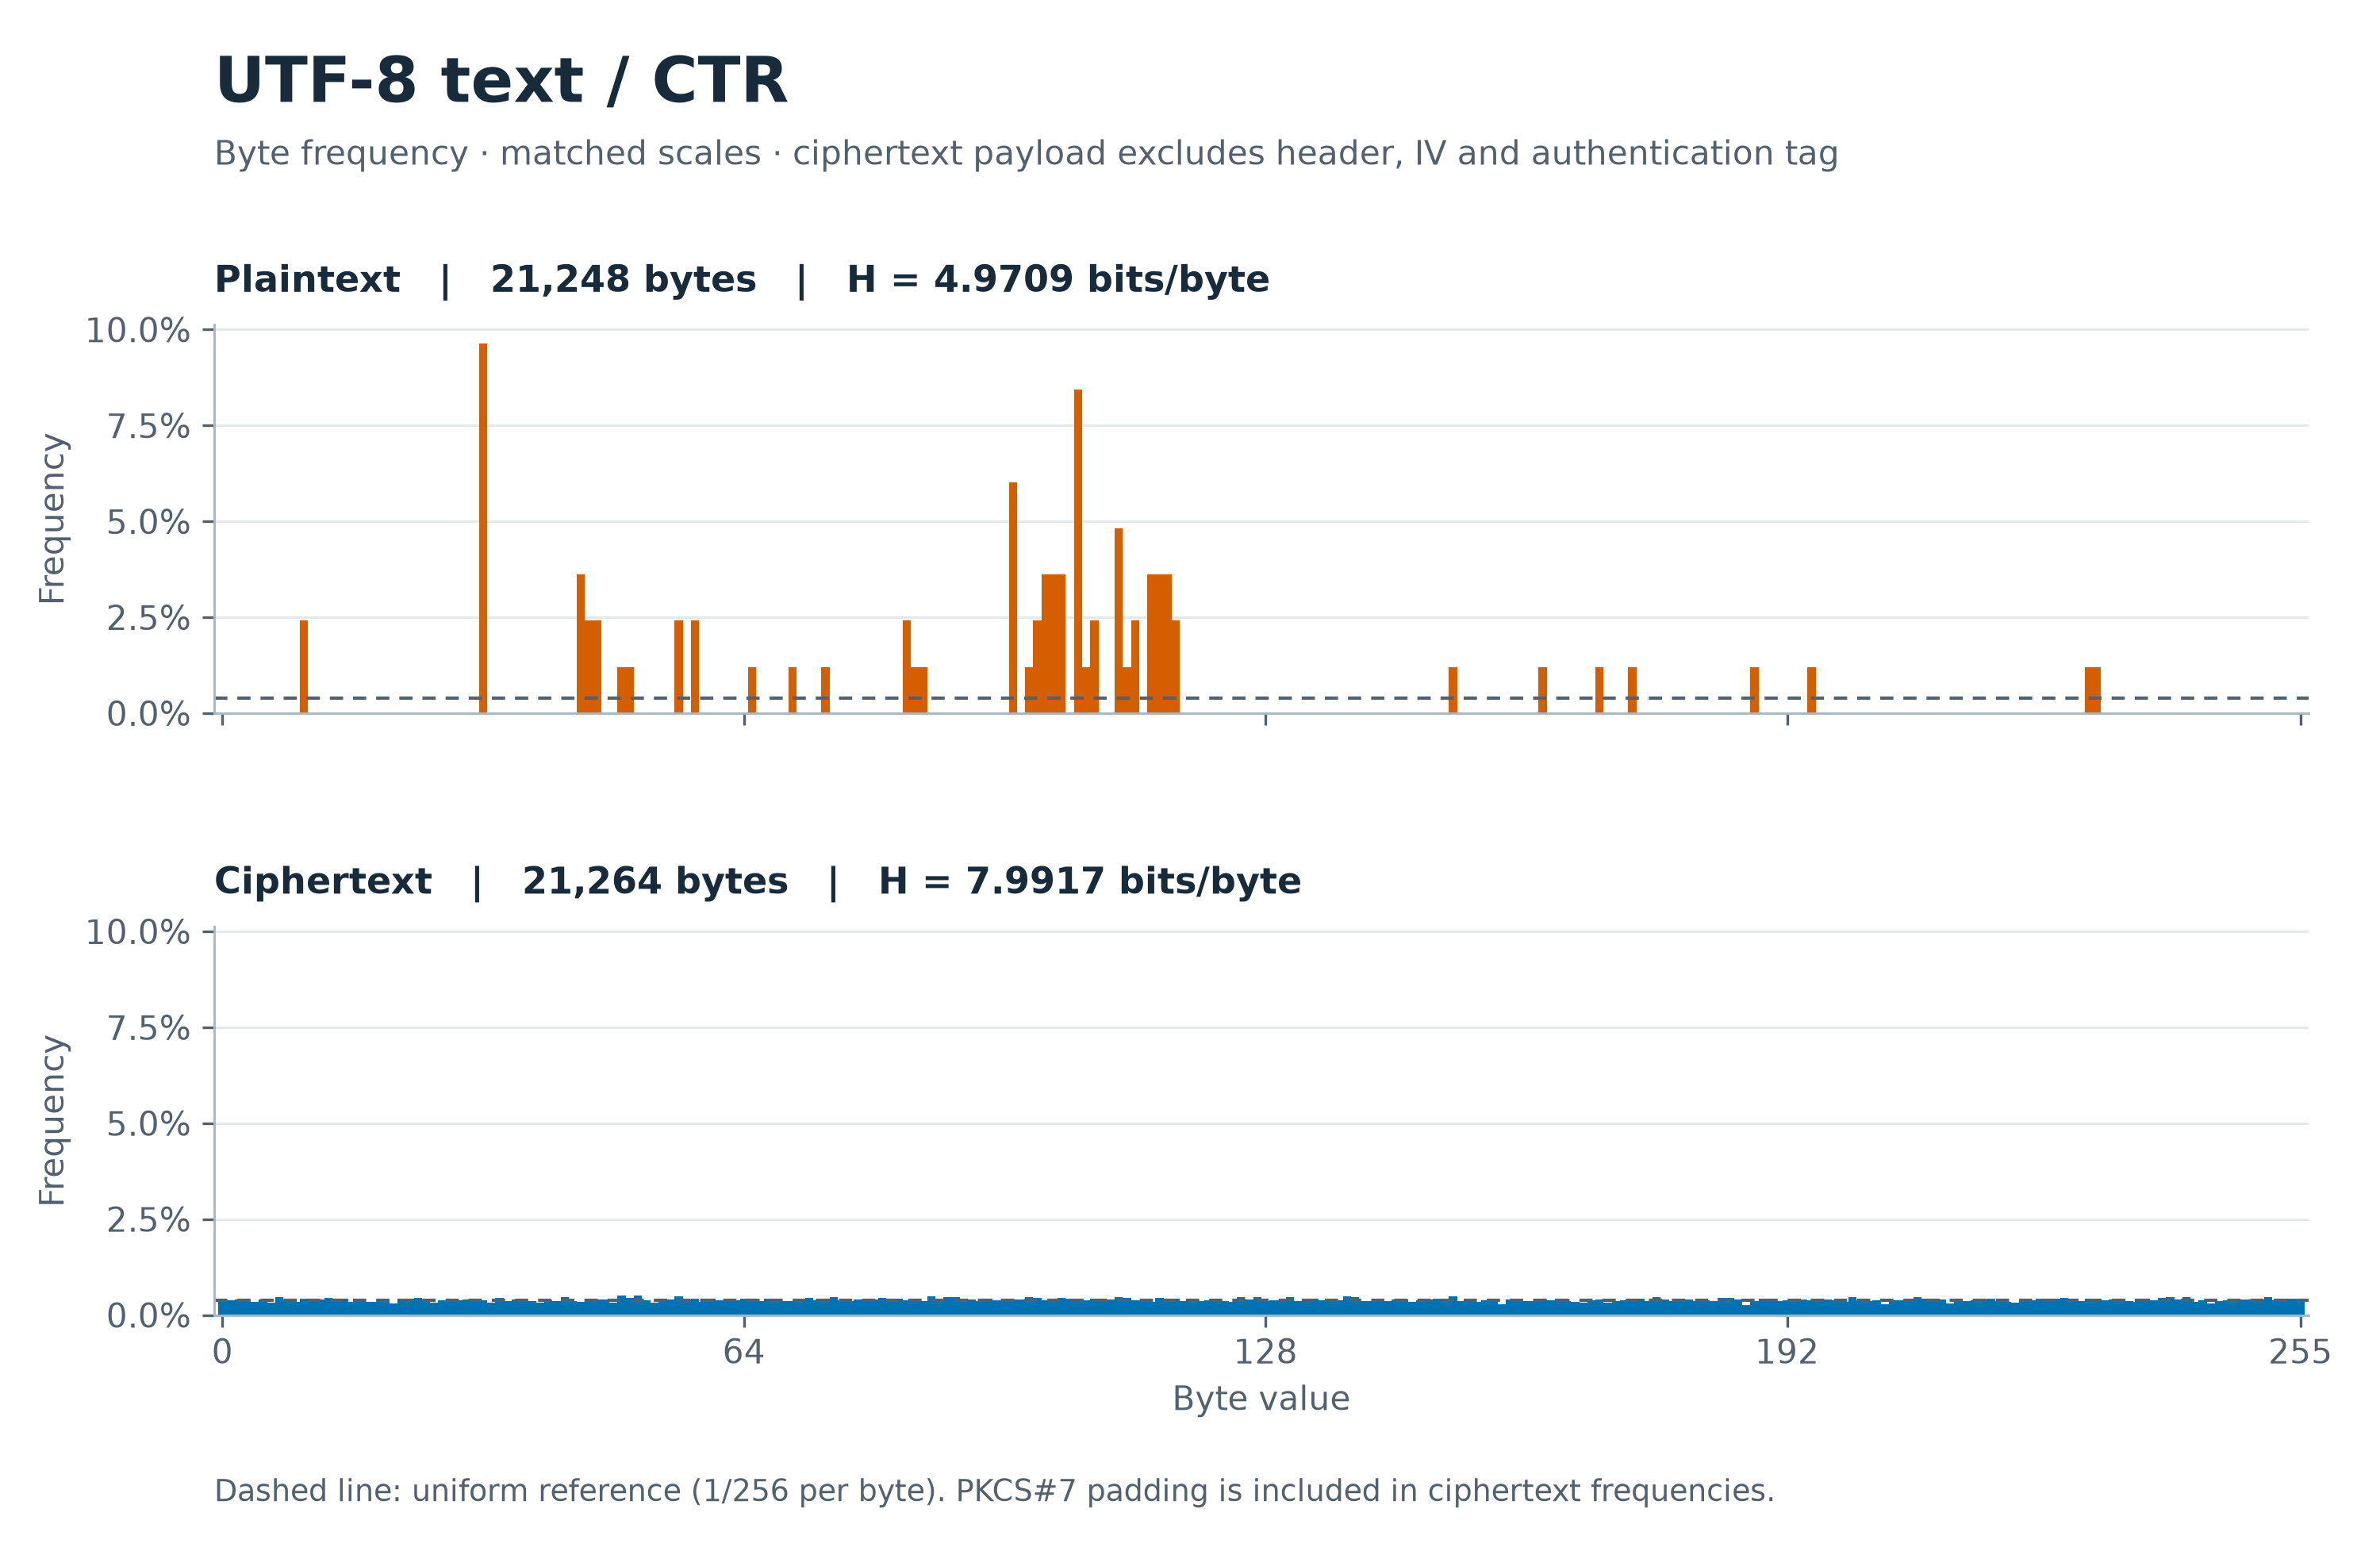 UTF-8 text / CTR
Byte frequency · matched scales · ciphertext payload excludes header, IV and authentication tag
Plaintext | 21,248 bytes | H = 4.9709 bits/byte
Frequency
10.0%
7.5%
5.0%
2.5%
0.0%
Ciphertext | 21,264 bytes | H = 7.9917 bits/byte
Frequency
10.0%
7.5%
5.0%
2.5%
0.0%
0 64 128 192 255
Byte value
Dashed line: uniform reference (1/256 per byte). PKCS#7 padding is included in ciphertext frequencies.